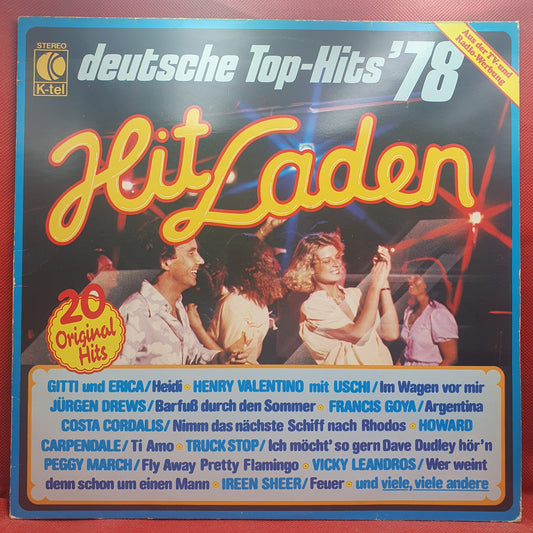 STEREO
K
K-tel
deutsche Top-Hits '78
Aus der TV-und
Radio-Werbung
Hit Laden
20
Original
Hits
GITTI und ERICA/Heidi • HENRY VALENTINO mit USCHI/Im Wagen vor mir
JÜRGEN DREWS/Barfuß durch den Sommer • FRANCIS GOYA/Argentina
COSTA CORDALIS/Nimm das nächste Schiff nach Rhodos • HOWARD
CARPENDALE/Ti Amo • TRUCK STOP/Ich möcht' so gern Dave Dudley hör'n
PEGGY MARCH/Fly Away Pretty Flamingo • VICKY LEANDROS/Wer weint
denn schon um einen Mann • IREEN SHEER/Feuer • und viele, viele andere